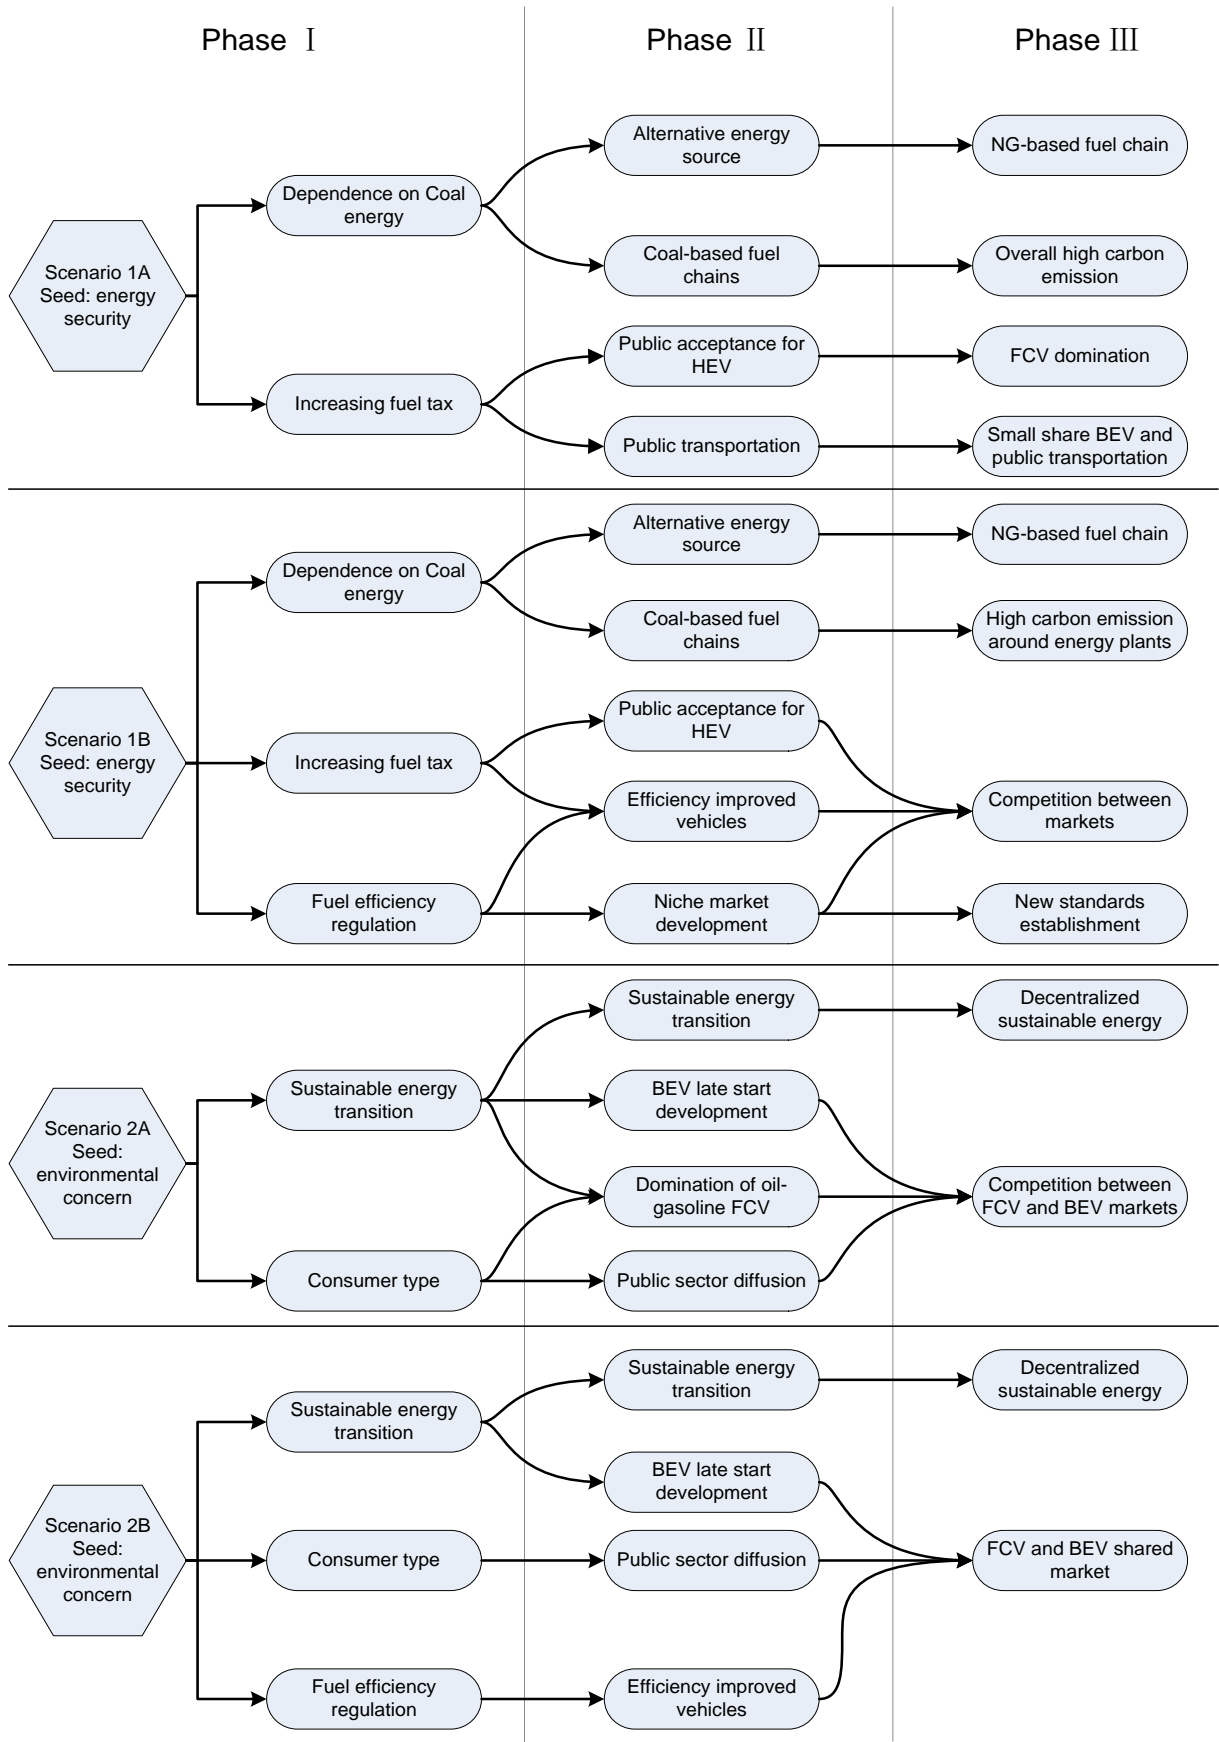 Phase Ⅰ
Phase Ⅱ
Phase Ⅲ
Scenario 1A
Seed: energy
security
Dependence on Coal
energy
Increasing fuel tax
Alternative energy
source
Coal-based fuel
chains
Public acceptance for
HEV
Public transportation
NG-based fuel chain
Overall high carbon
emission
FCV domination
Small share BEV and
public transportation
Scenario 1B
Seed: energy
security
Dependence on Coal
energy
Increasing fuel tax
Fuel efficiency
regulation
Alternative energy
source
Coal-based fuel
chains
Public acceptance for
HEV
Efficiency improved
vehicles
Niche market
development
NG-based fuel chain
High carbon emission
around energy plants
Competition between
markets
New standards
establishment
Scenario 2A
Seed:
environmental
concern
Sustainable energy
transition
Consumer type
Sustainable energy
transition
BEV late start
development
Domination of oil-
gasoline FCV
Public sector diffusion
Decentralized
sustainable energy
Competition between
FCV and BEV markets
Scenario 2B
Seed:
environmental
concern
Sustainable energy
transition
Consumer type
Fuel efficiency
regulation
Sustainable energy
transition
BEV late start
development
Public sector diffusion
Efficiency improved
vehicles
Decentralized
sustainable energy
FCV and BEV shared
market